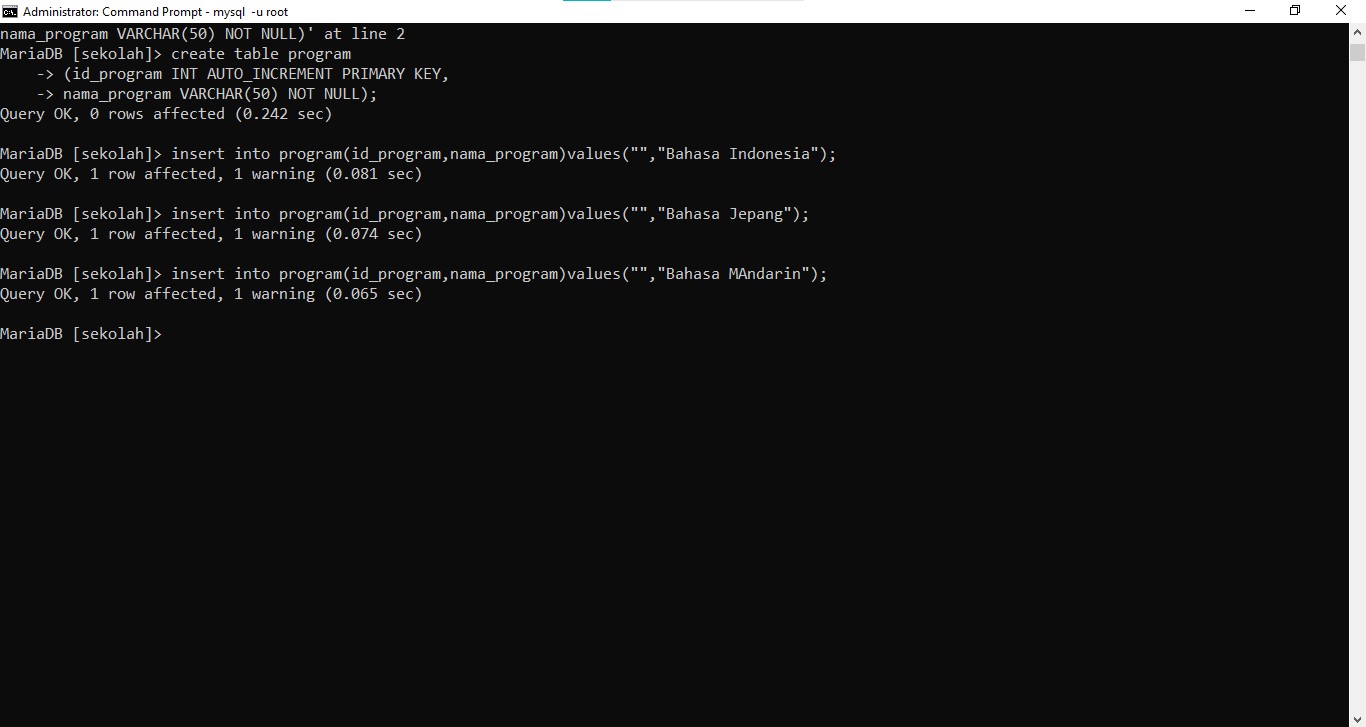 Administrator: Command Prompt - mysql -u root
nama_program VARCHAR(50) NOT NULL)' at line 2
MariaDB [sekolah]> create table program
    -> (id_program INT AUTO_INCREMENT PRIMARY KEY,
    -> nama_program VARCHAR(50) NOT NULL);
Query OK, 0 rows affected (0.242 sec)
MariaDB [sekolah]> insert into program(id_program,nama_program)values("","Bahasa Indonesia");
Query OK, 1 row affected, 1 warning (0.081 sec)
MariaDB [sekolah]> insert into program(id_program,nama_program)values("","Bahasa Jepang");
Query OK, 1 row affected, 1 warning (0.074 sec)
MariaDB [sekolah]> insert into program(id_program,nama_program)values("","Bahasa MAndarin");
Query OK, 1 row affected, 1 warning (0.065 sec)
MariaDB [sekolah]>